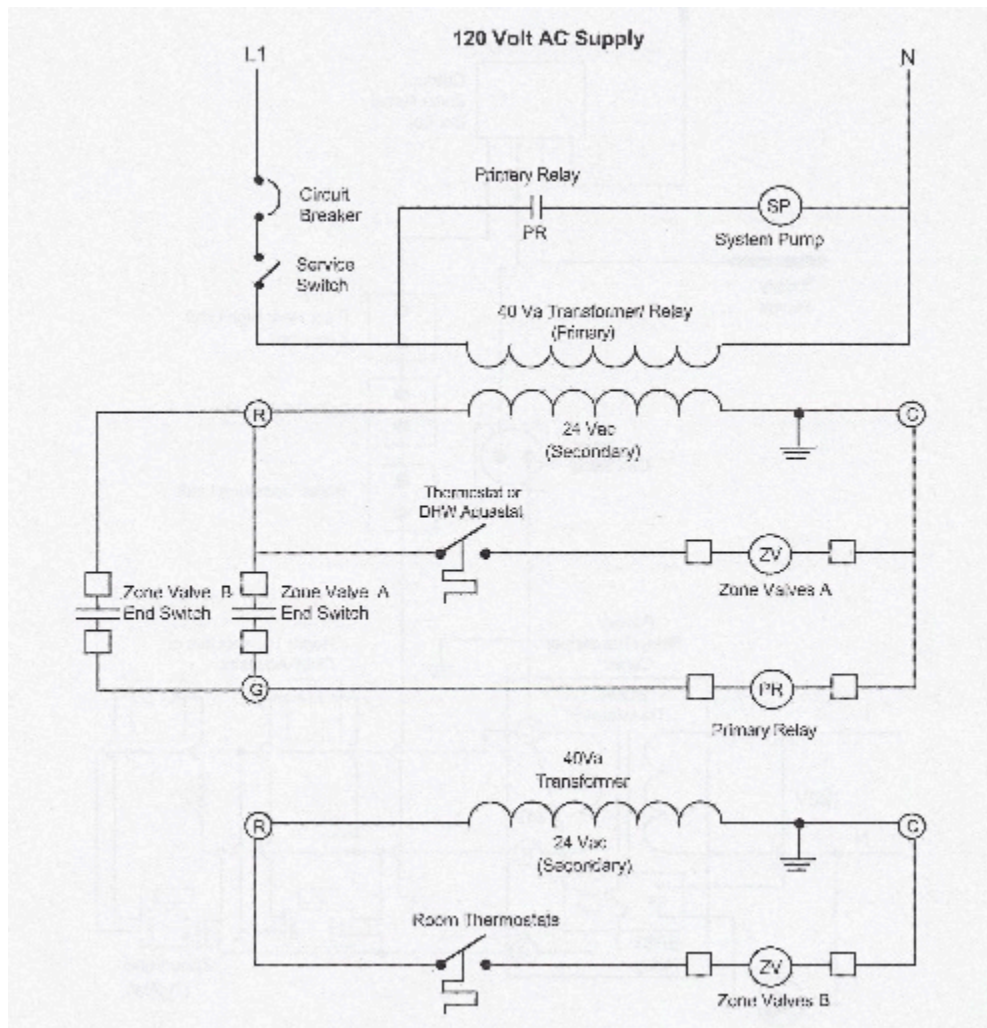 120 Volt AC Supply
L1
N
Primary Relay
Circuit
Breaker
PR
SP
System Pump
Service
Switch
40 Va Transformer/ Relay
(Primary)
R
C
24 Vac
(Secondary)
Thermostat or
DHW Aquastat
ZV
Zone Valves A
Zone Valve B
End Switch
Zone Valve A
End Switch
G
PR
Primary Relay
40Va
Transformer
R
C
24 Vac
(Secondary)
Room Thermostats
ZV
Zone Valves B